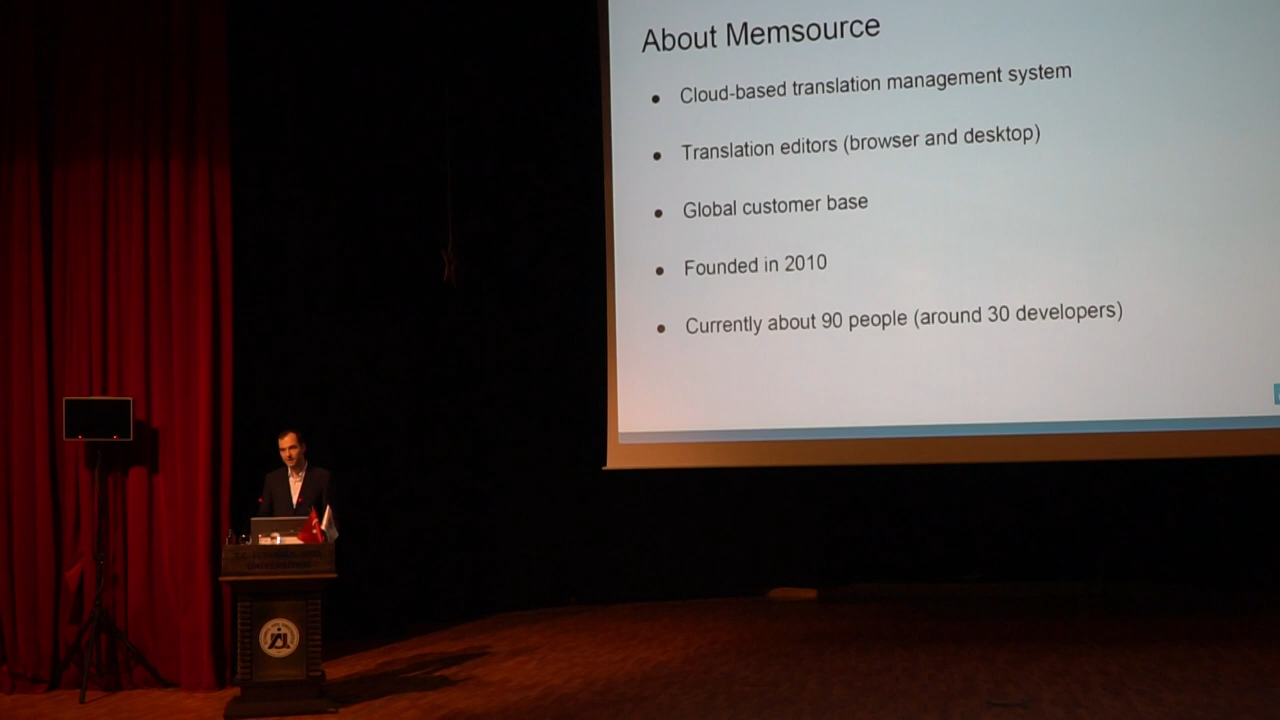 About Memsource
Cloud-based translation management system
Translation editors (browser and desktop)
Global customer base
Founded in 2010
Currently about 90 people (around 30 developers)